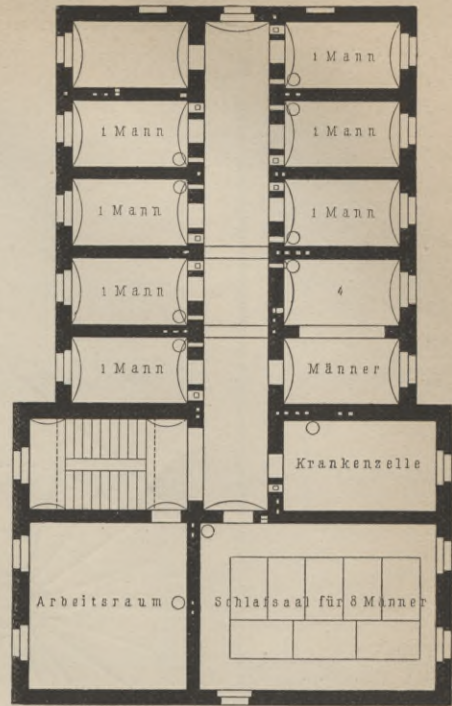 1 Mann
1 Mann
1 Mann
1 Mann
1 Mann
1 Mann
4
1 Mann
Männer
Krankenzelle
Arbeitsraum
Schlafsaal für 8 Männer